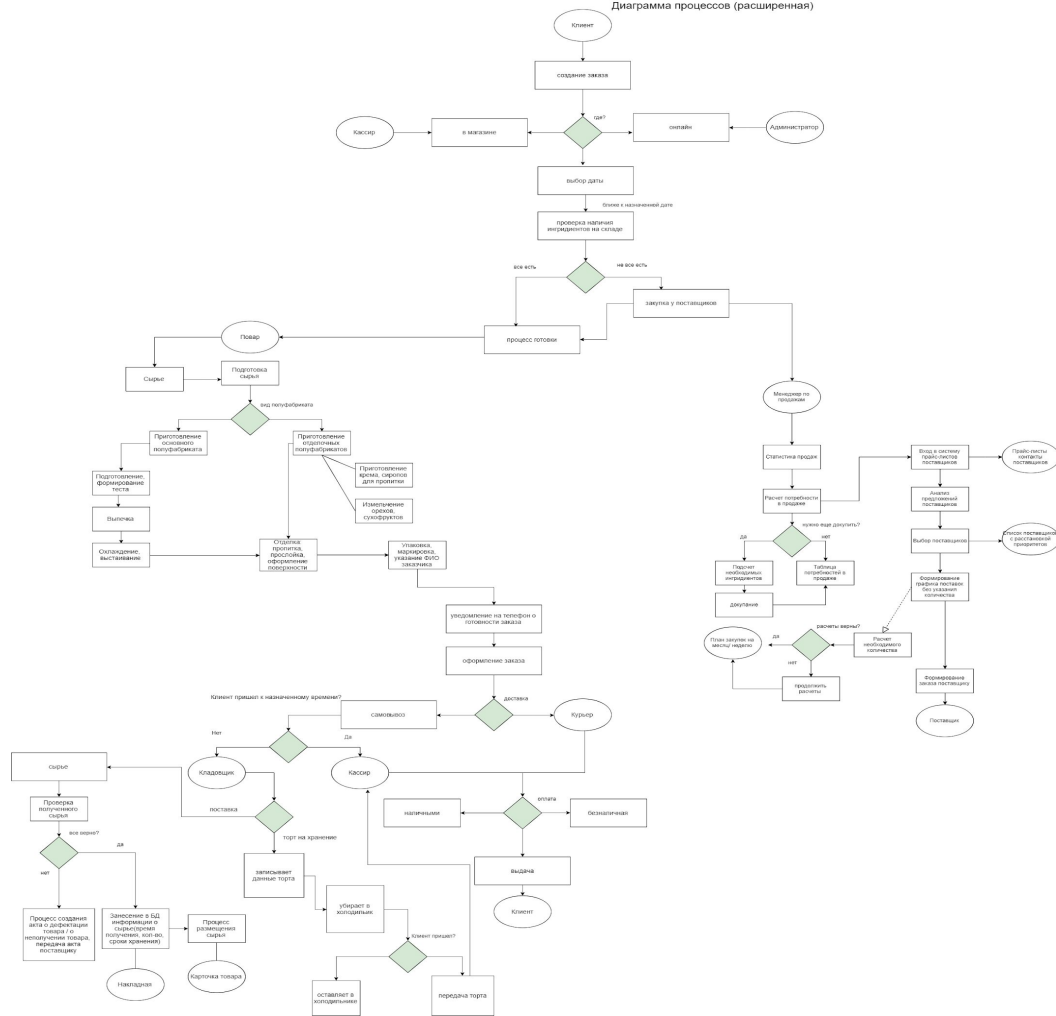 Диаграмма процессов (расширенная)
Клиент
создание заказа
где?
Кассир
в магазине
онлайн
Администратор
выбор даты
ближе к назначенной дате
проверка наличия
ингридиентов на складе
все есть
не все есть
закупка у поставщиков
процесс готовки
Повар
Сырье
Подготовка
сырья
вид полуфабриката
Приготовление
основного
полуфабриката
Приготовление
отделочных
полуфабрикатов
Приготовление
крема, сиропов
для пропитки
Измельчение
орехов,
сухофруктов
Подготовление,
формирование
теста
Выпечка
Охлаждение,
выстаивание
Отделка:
пропитка,
прослойка,
оформление
поверхности
Упаковка,
маркировка,
указание ФИО
заказчика
уведомление на телефон о
готовности заказа
оформление заказа
доставка
самовывоз
Курьер
Клиент пришел к назначенному времени?
Нет
Да
Кладовщик
Кассир
поставка
торт на хранение
сырье
Проверка
полученного
сырья
все верно?
да
нет
Процесс создания
акта о дефектации
товара / о
неполучении товара,
передача акта
поставщику
Занесение в БД
информации о
сырье(время
получения, кол-во,
сроки хранения)
Процесс
размещения
сырья
Накладная
Карточка товара
записывает
данные торта
убирает в
холодильник
Клиент пришел?
оставляет в
холодильнике
передача торта
оплата
наличными
безналичная
выдача
Клиент
Менеджер по
продажам
Статистика продаж
Расчет потребности
в продаже
нужно еще докупить?
да
нет
Подсчет
необходимых
ингридиентов
Таблица
потребностей в
продаже
докупание
Вход в систему
прайс-листов
поставщиков
Прайс-листы
контакты
поставщиков
Анализ
предложений
поставщиков
Выбор поставщиков
Список поставщиков
с расстановкой
приоритетов
Формирование
графика поставок
без указания
количества
Расчет
необходимого
количества
расчеты верны?
да
нет
План закупок на
месяц/ неделю
продолжить
расчеты
Формирование
заказа поставщику
Поставщик